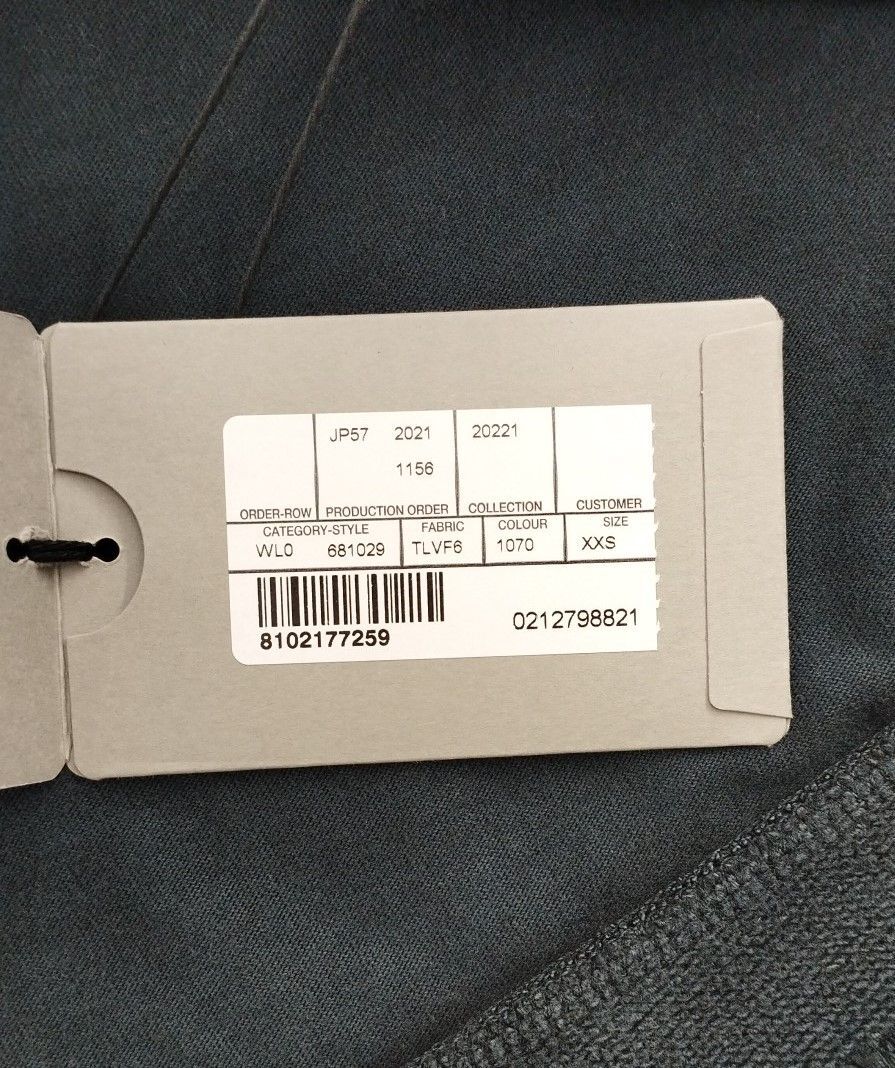 JP57 2021 20221
1156
ORDER-ROW PRODUCTION ORDER COLLECTION CUSTOMER
CATEGORY-STYLE FABRIC COLOUR SIZE
WL0 681029 TLVF6 1070 XXS
8102177259 0212798821